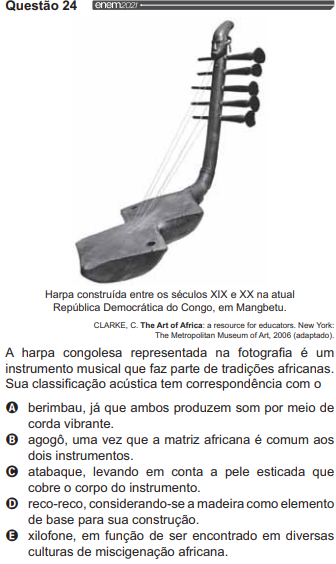 Questão 24 enem2021
Harpa construída entre os séculos XIX e XX na atual
República Democrática do Congo, em Mangbetu.
CLARKE, C. The Art of Africa: a resource for educators. New York:
The Metropolitan Museum of Art, 2006 (adaptado).
A harpa congolesa representada na fotografia é um
instrumento musical que faz parte de tradições africanas.
Sua classificação acústica tem correspondência com o
A berimbau, já que ambos produzem som por meio de
corda vibrante.
B agogô, uma vez que a matriz africana é comum aos
dois instrumentos.
C atabaque, levando em conta a pele esticada que
cobre o corpo do instrumento.
D reco-reco, considerando-se a madeira como elemento
de base para sua construção.
E xilofone, em função de ser encontrado em diversas
culturas de miscigenação africana.